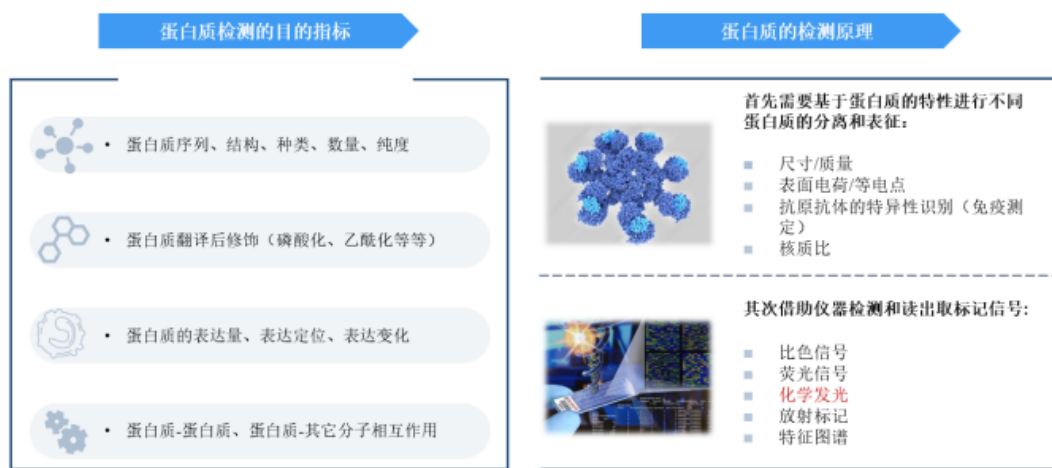 蛋白质检测的目的指标
蛋白质序列、结构、种类、数量、纯度
蛋白质翻译后修饰（磷酸化、乙酰化等等）
蛋白质的表达量、表达定位、表达变化
蛋白质-蛋白质、蛋白质-其它分子相互作用
蛋白质的检测原理
首先需要基于蛋白质的特性进行不同
蛋白质的分离和表征：
尺寸/质量
表面电荷/等电点
抗原抗体的特异性识别（免疫测
定）
核质比
其次借助仪器检测和读出取标记信号:
比色信号
荧光信号
化学发光
放射标记
特征图谱